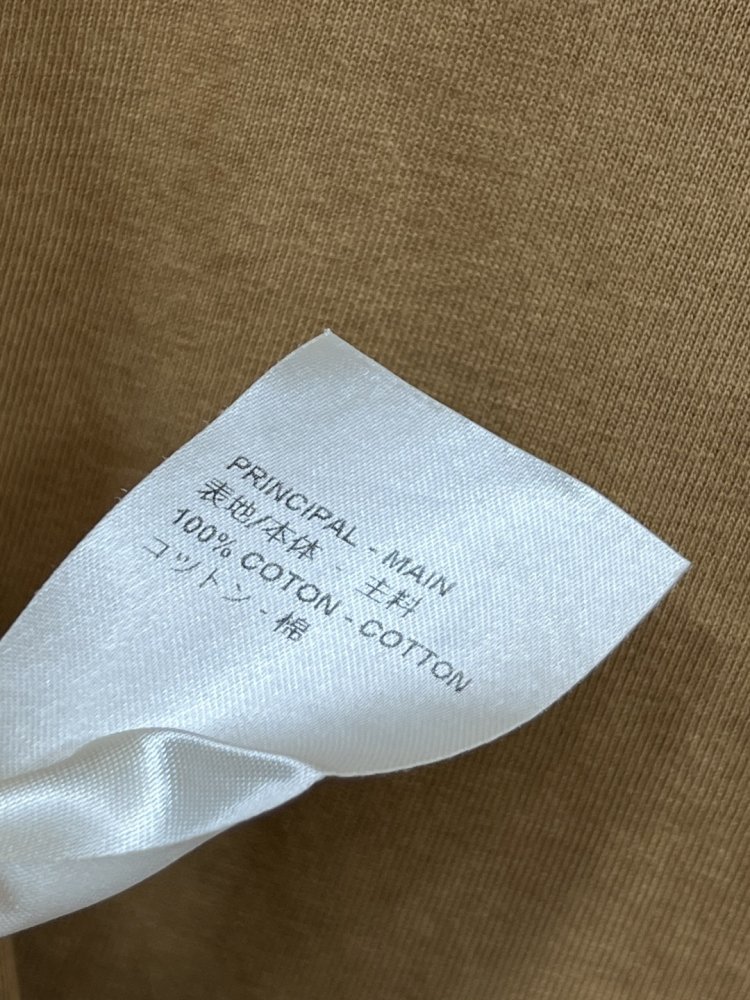 PRINCIPAL - MAIN
表地/本体 - 主料
100% COTON - COTTON
コットン - 棉